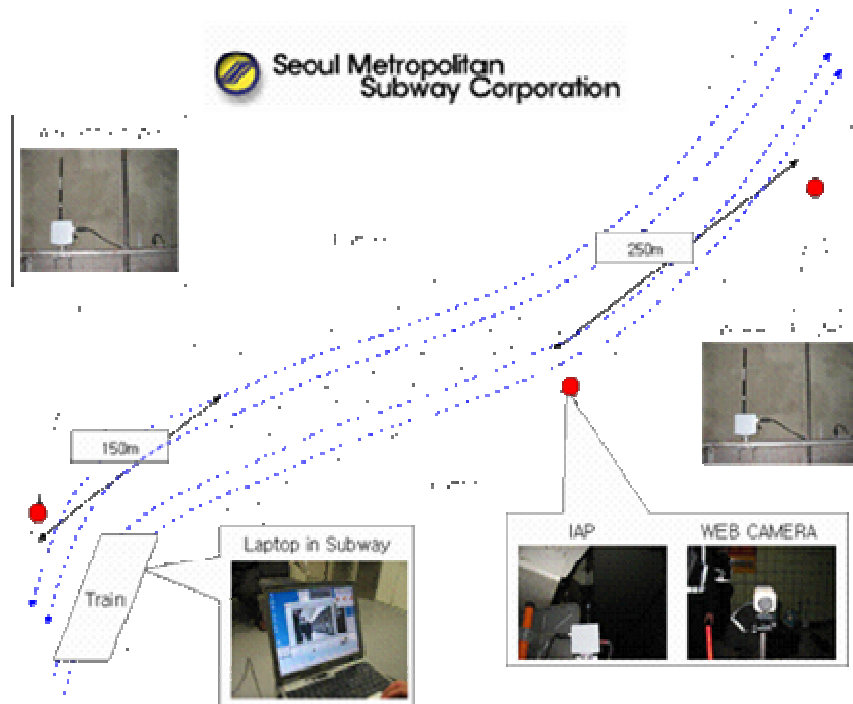 Seoul Metropolitan
Subway Corporation
250m
150m
Laptop in Subway
Train
IAP
WEB CAMERA